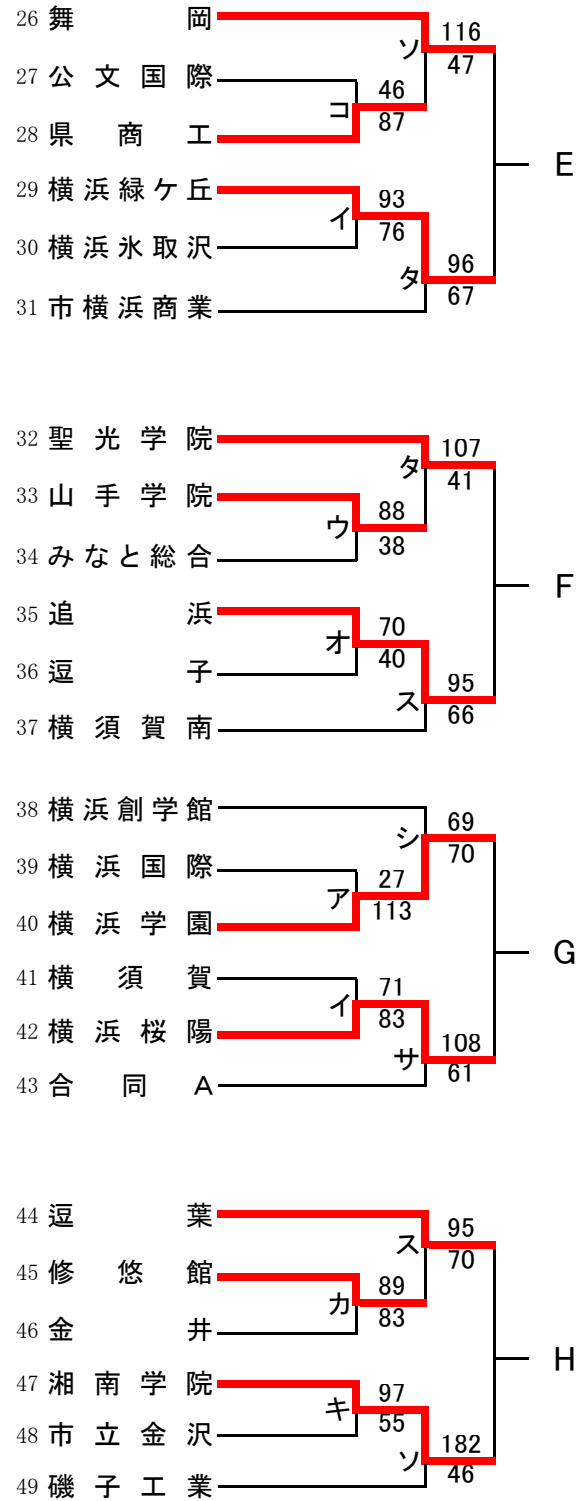 26 舞岡
116
ソ
47
27 公文国際
46
コ
87
28 県商工
E
29 横浜緑ケ丘
93
イ
76
30 横浜氷取沢
96
タ
67
31 市横浜商業
32 聖光学院
107
タ
41
33 山手学院
88
ウ
38
34 みなと総合
F
35 追浜
70
オ
40
36 逗子
95
ス
66
37 横須賀南
38 横浜創学館
69
シ
70
39 横浜国際
27
ア
113
40 横浜学園
G
41 横須賀
71
イ
83
42 横浜桜陽
108
サ
61
43 合同A
44 逗葉
95
ス
70
45 修悠館
89
カ
83
46 金井
H
47 湘南学院
97
キ
55
48 市立金沢
182
ソ
46
49 磯子工業